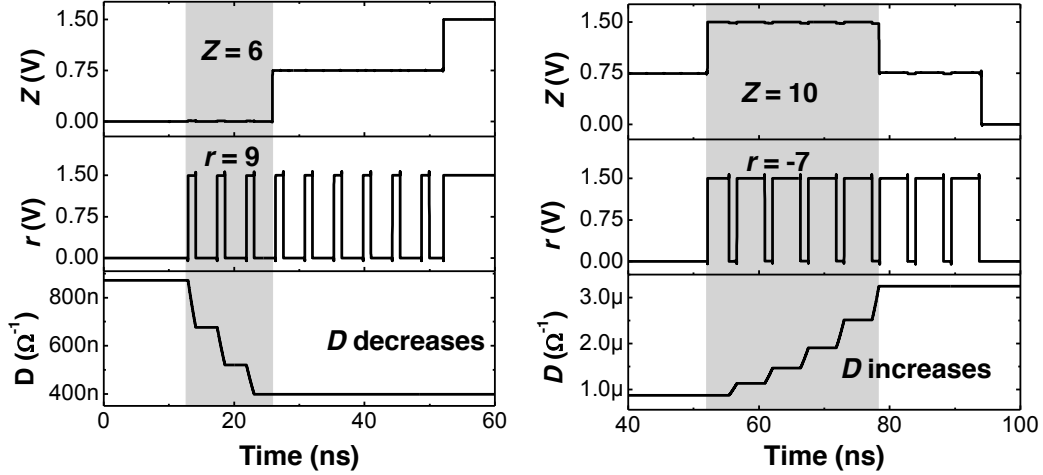 1.50
0.75
0.00
Z (V)
Z = 6
1.50
0.75
0.00
r (V)
r = 9
800n
600n
400n
D (Ω⁻¹)
D decreases
0 20 40 60
Time (ns)
1.50
0.75
0.00
Z (V)
Z = 10
1.50
0.75
0.00
r (V)
r = -7
3.0µ
2.0µ
1.0µ
D (Ω⁻¹)
D increases
40 60 80 100
Time (ns)